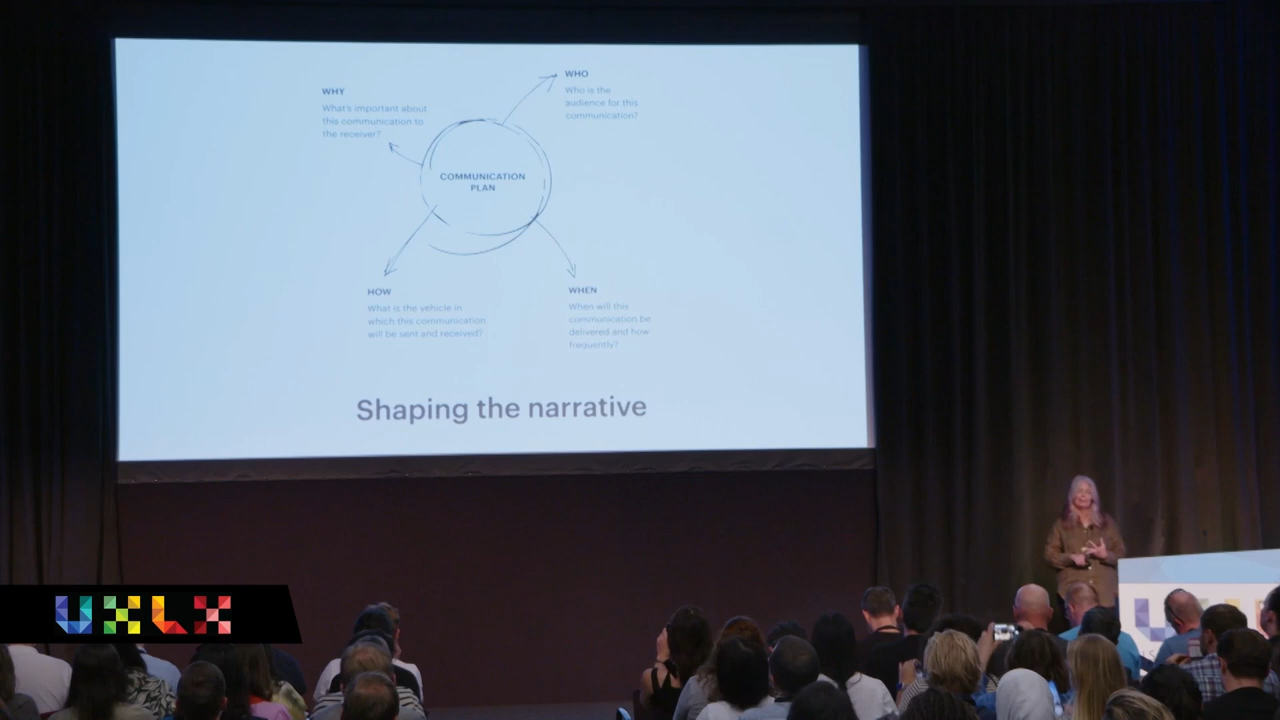 WHO
Who is the
audience for this
communication?
WHY
What's important about
this communication to
the receiver?
COMMUNICATION
PLAN
HOW
What is the vehicle in
which this communication
will be sent and received?
WHEN
When will this
communication be
delivered and how
frequently?
Shaping the narrative
UXLX